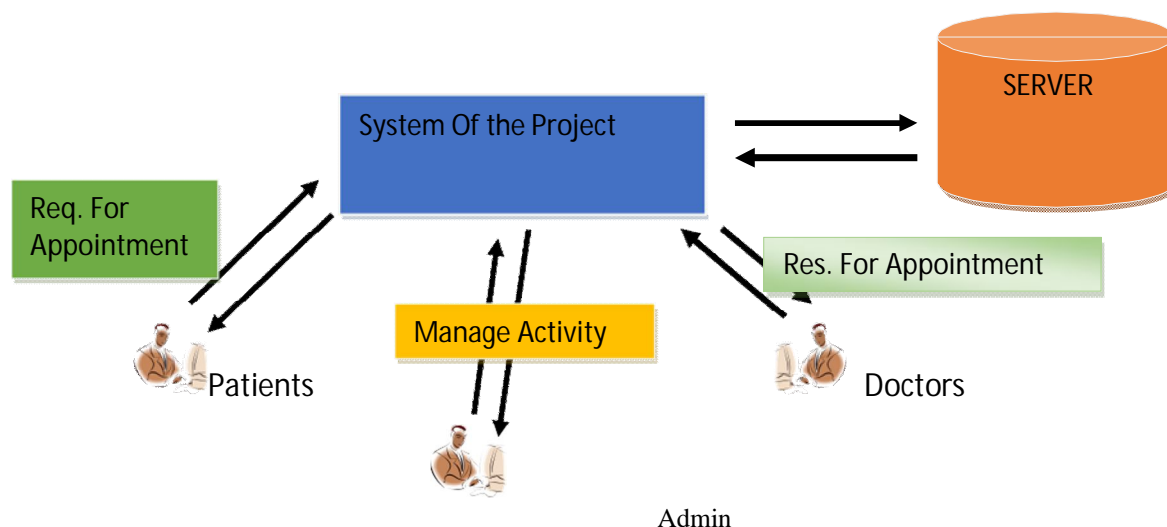 SERVER
System Of the Project
Req. For
Appointment
Res. For Appointment
Manage Activity
Patients
Doctors
Admin